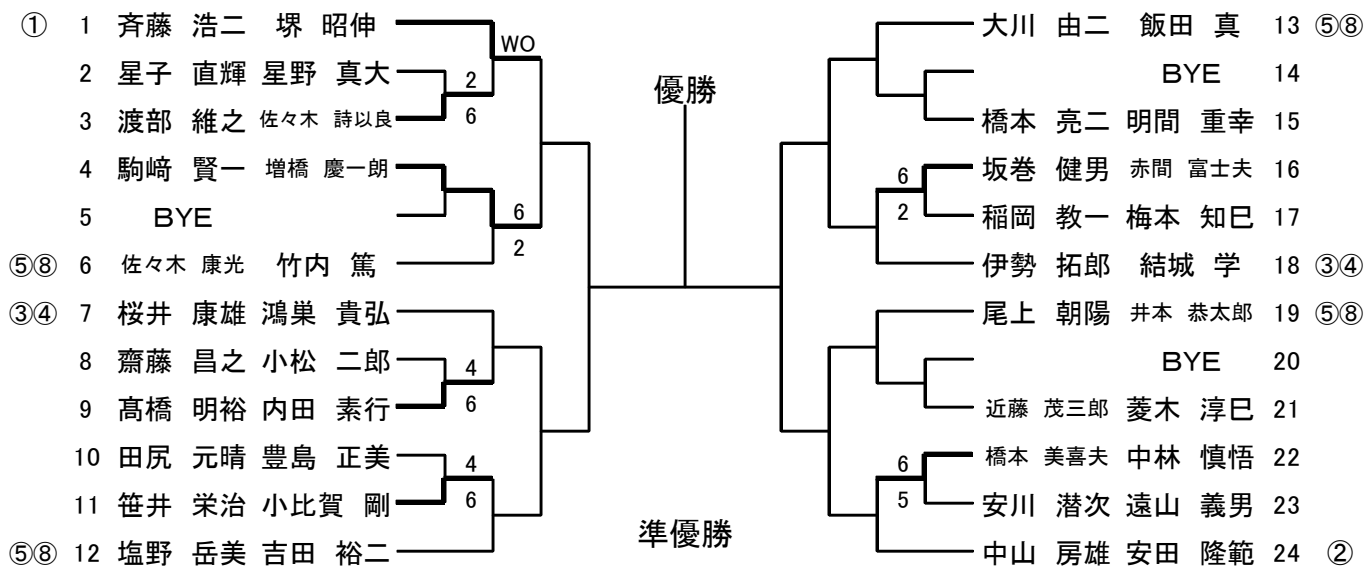 ① 1 斉藤 浩二 堺 昭伸
WO
2 星子 直輝 星野 真大
2
3 渡部 維之 佐々木 詩以良
6
4 駒﨑 賢一 増橋 慶一朗
5 BYE
6
2
⑤⑧ 6 佐々木 康光 竹内 篤
③④ 7 桜井 康雄 鴻巣 貴弘
8 齋藤 昌之 小松 二郎
4
9 髙橋 明裕 内田 素行
6
10 田尻 元晴 豊島 正美
4
11 笹井 栄治 小比賀 剛
6
⑤⑧ 12 塩野 岳美 吉田 裕二
優勝
準優勝
大川 由二 飯田 真 13 ⑤⑧
BYE 14
橋本 亮二 明間 重幸 15
6
坂巻 健男 赤間 富士夫 16
2
稲岡 教一 梅本 知巳 17
伊勢 拓郎 結城 学 18 ③④
尾上 朝陽 井本 恭太郎 19 ⑤⑧
BYE 20
近藤 茂三郎 菱木 淳巳 21
6
橋本 美喜夫 中林 慎悟 22
5
安川 潜次 遠山 義男 23
中山 房雄 安田 隆範 24 ②